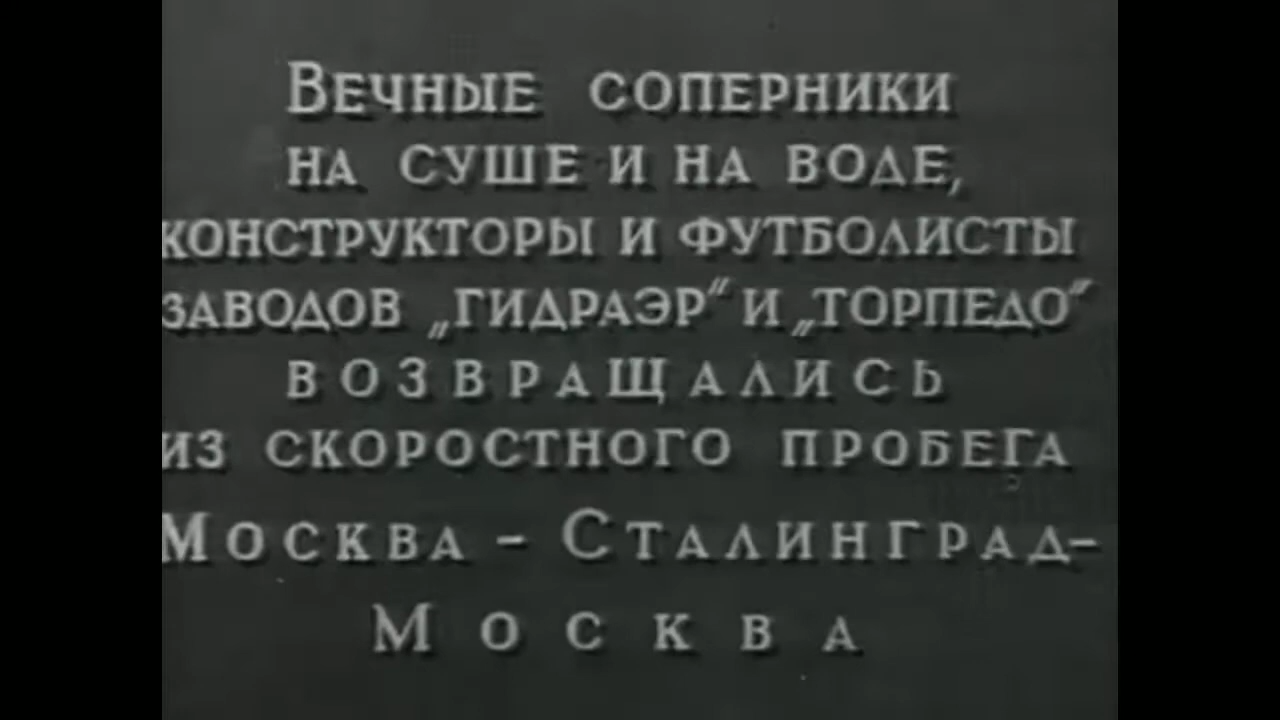 Вечные соперники
на суше и на воде,
конструкторы и футболисты
заводов „Гидраэр“ и „Торпедо“
возвращались
из скоростного пробега
Москва – Сталинград–
Москва